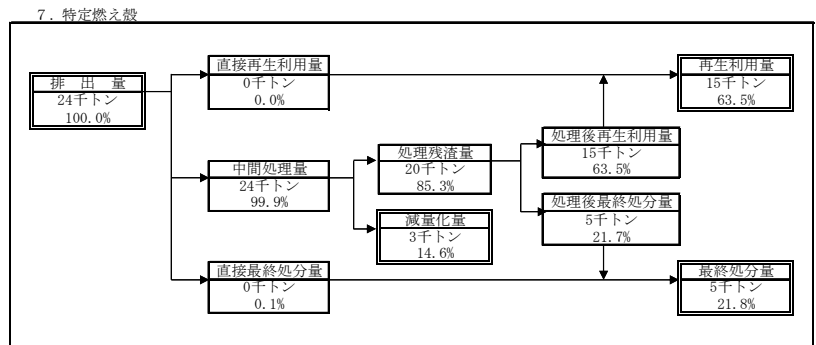 7．特定燃え殻
直接再生利用量
0千トン
0.0%
再生利用量
15千トン
63.5%
排　出　量
24千トン
100.0%
処理後再生利用量
15千トン
63.5%
処理残渣量
20千トン
85.3%
中間処理量
24千トン
99.9%
処理後最終処分量
5千トン
21.7%
減量化量
3千トン
14.6%
直接最終処分量
0千トン
0.1%
最終処分量
5千トン
21.8%